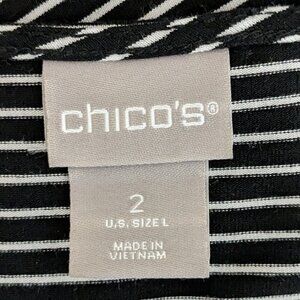 chico's®
2
U.S. SIZE L
MADE IN
VIETNAM